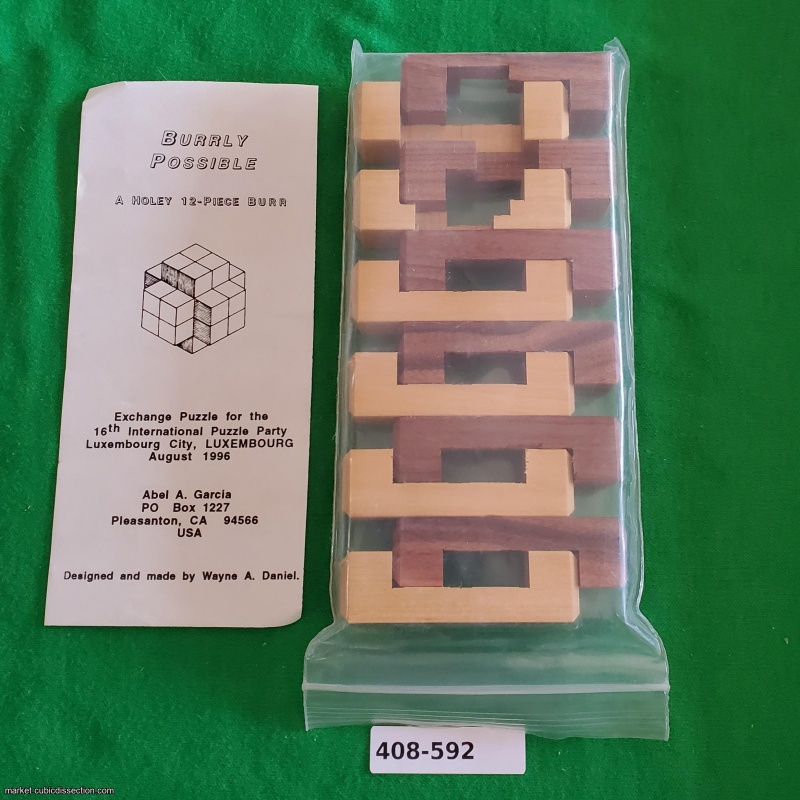 BURRLY
POSSIBLE
A HOLEY 12-PIECE BURR
Exchange Puzzle for the
16th International Puzzle Party
Luxembourg City, LUXEMBOURG
August 1996
Abel A. Garcia
PO Box 1227
Pleasanton, CA 94566
USA
Designed and made by Wayne A. Daniel.
408-592
market-cubicdissection.com